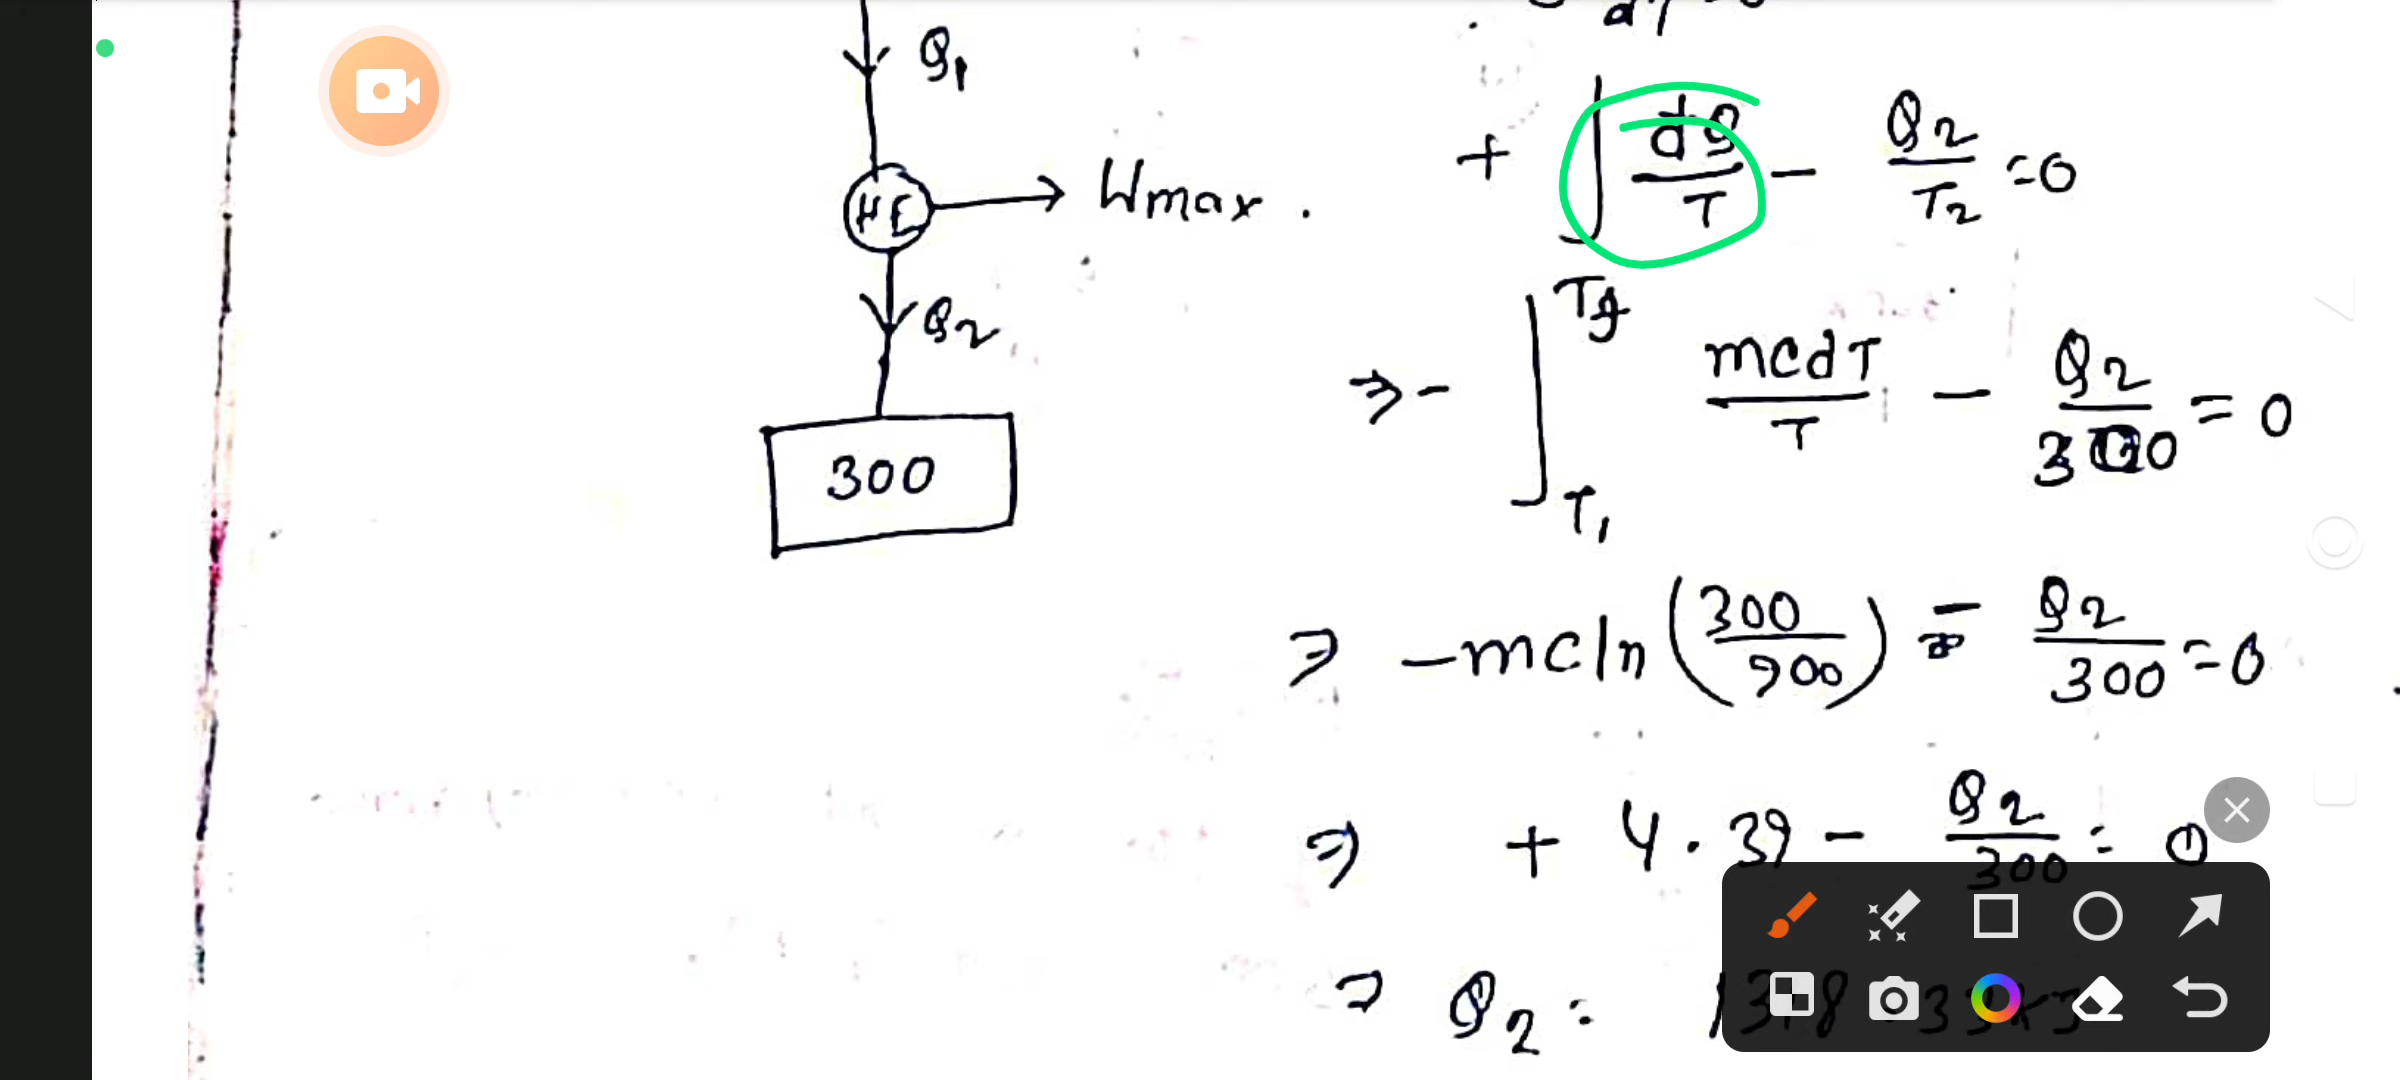 Q1
+ ∫ dQ/T - Q2/T2 = 0
HE → Wmax .
Tf
⇒ - ∫ mcdT/T - Q2/300 = 0
Q2
300
T1
⇒ -mcln(300/900) - Q2/300 = 0
⇒ + 4.39 - Q2/300 = 0
⇒ Q2 =